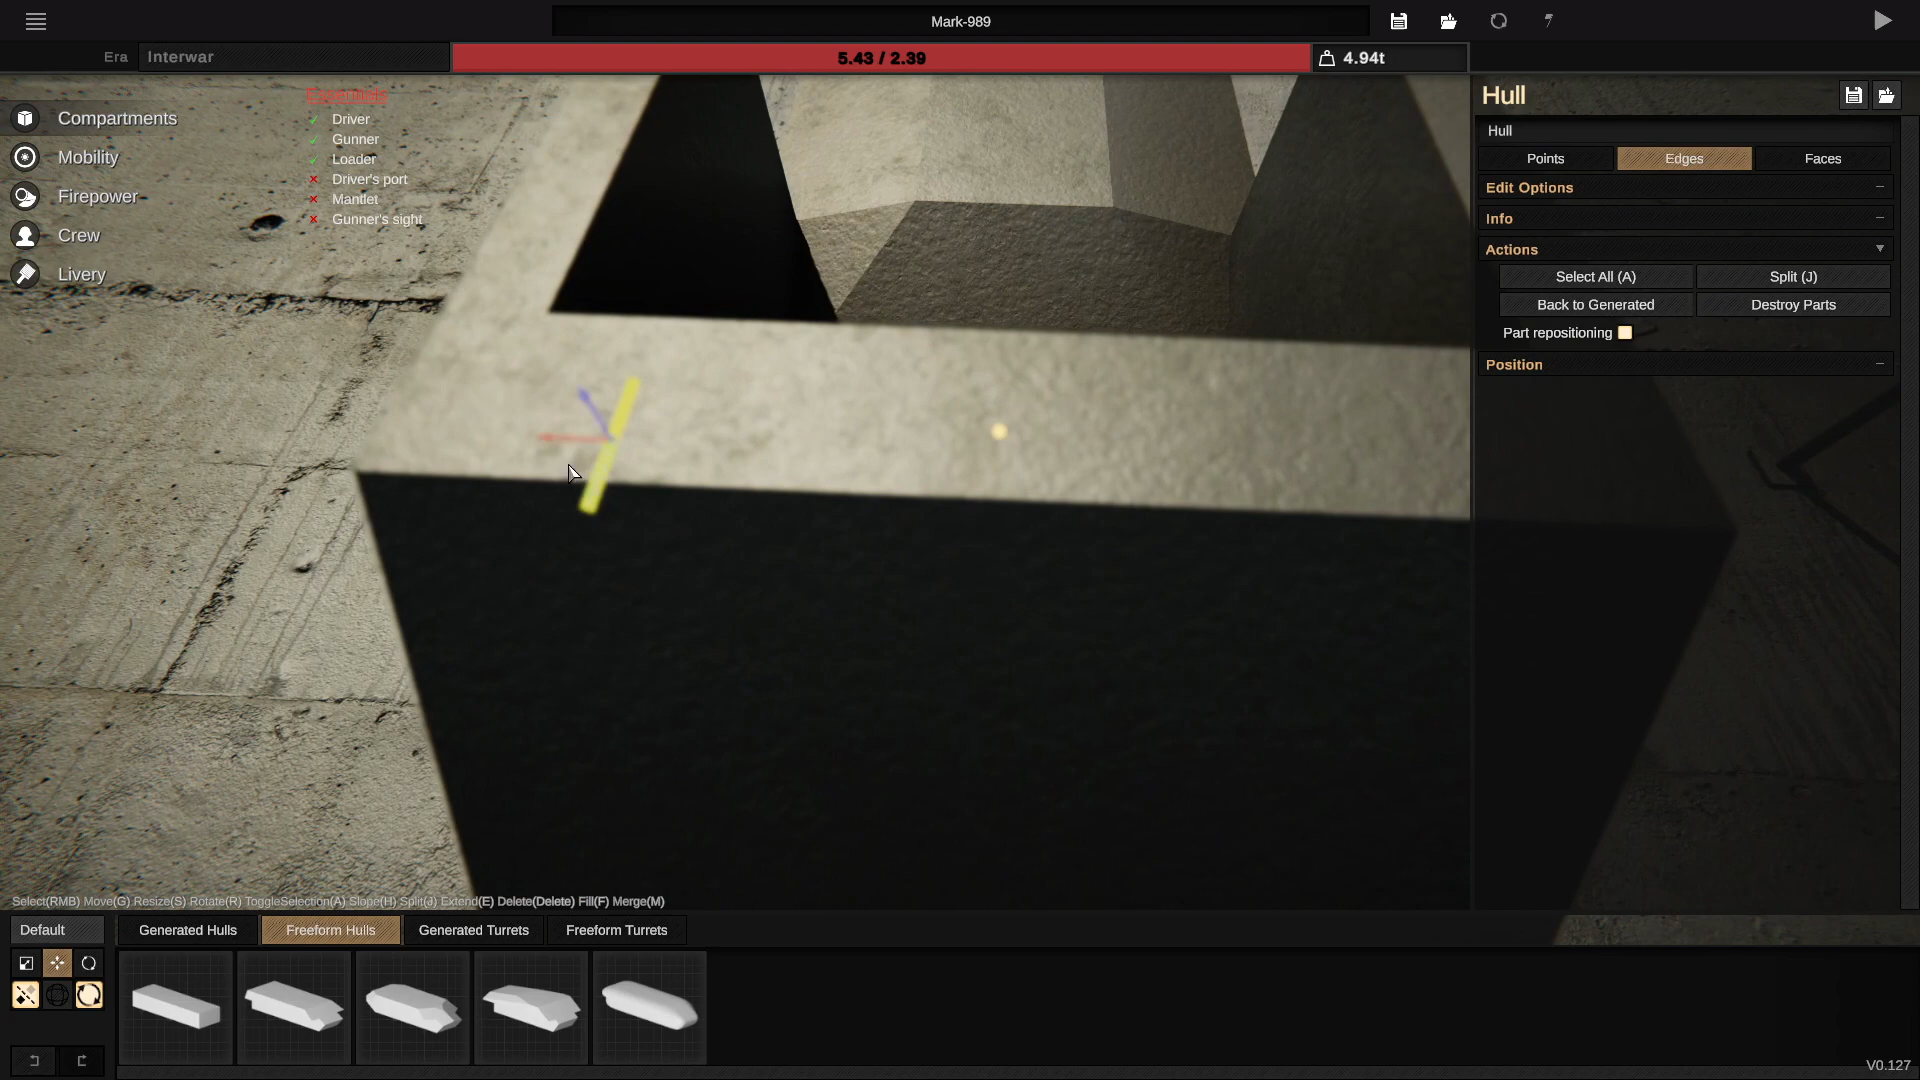 Mark-989
Era
Interwar
5.43 / 2.39
4.94t
Compartments
Mobility
Firepower
Crew
Livery
Essentials
Driver
Gunner
Loader
Driver's port
Mantlet
Gunner's sight
Hull
Hull
Points
Edges
Faces
Edit Options
Info
Actions
Select All (A)
Split (J)
Back to Generated
Destroy Parts
Part repositioning
Position
Select(RMB) Move(G) Resize(S) Rotate(R) ToggleSelection(A) Slope(H) Split(J) Extend(E) Delete(Delete) Fill(F) Merge(M)
Default
Generated Hulls
Freeform Hulls
Generated Turrets
Freeform Turrets
V0.127